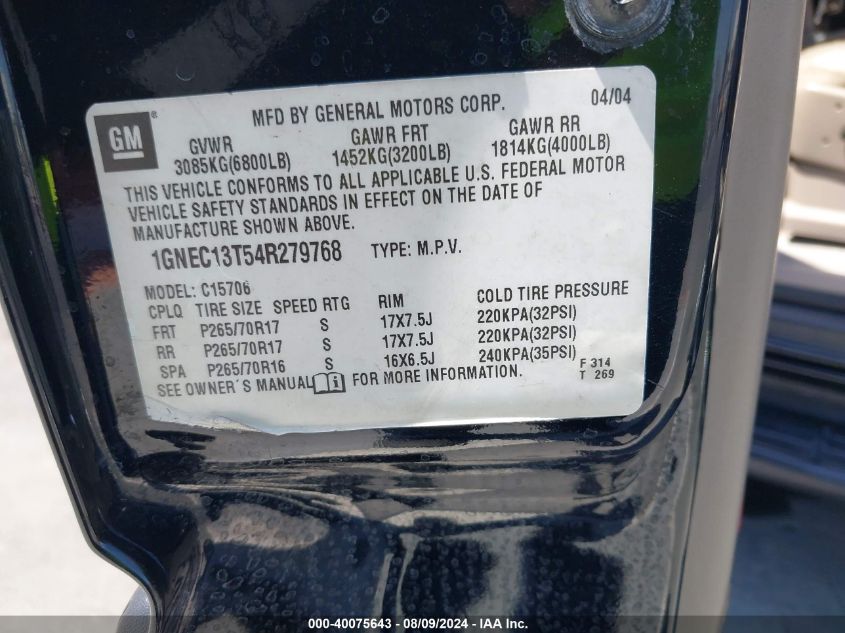 GM®
MFD BY GENERAL MOTORS CORP. 04/04
GVWR GAWR FRT GAWR RR
3085KG(6800LB) 1452KG(3200LB) 1814KG(4000LB)
THIS VEHICLE CONFORMS TO ALL APPLICABLE U.S. FEDERAL MOTOR
VEHICLE SAFETY STANDARDS IN EFFECT ON THE DATE OF
MANUFACTURE SHOWN ABOVE.
1GNEC13T54R279768 TYPE: M.P.V.
MODEL: C15706
CPLQ TIRE SIZE SPEED RTG RIM COLD TIRE PRESSURE
FRT P265/70R17 S 17X7.5J 220KPA(32PSI)
RR P265/70R17 S 17X7.5J 220KPA(32PSI)
SPA P265/70R16 S 16X6.5J 240KPA(35PSI)
SEE OWNER´S MANUAL i FOR MORE INFORMATION.
F 314
T 269
000-40075643 / 08/09/2024 / IAA Inc.